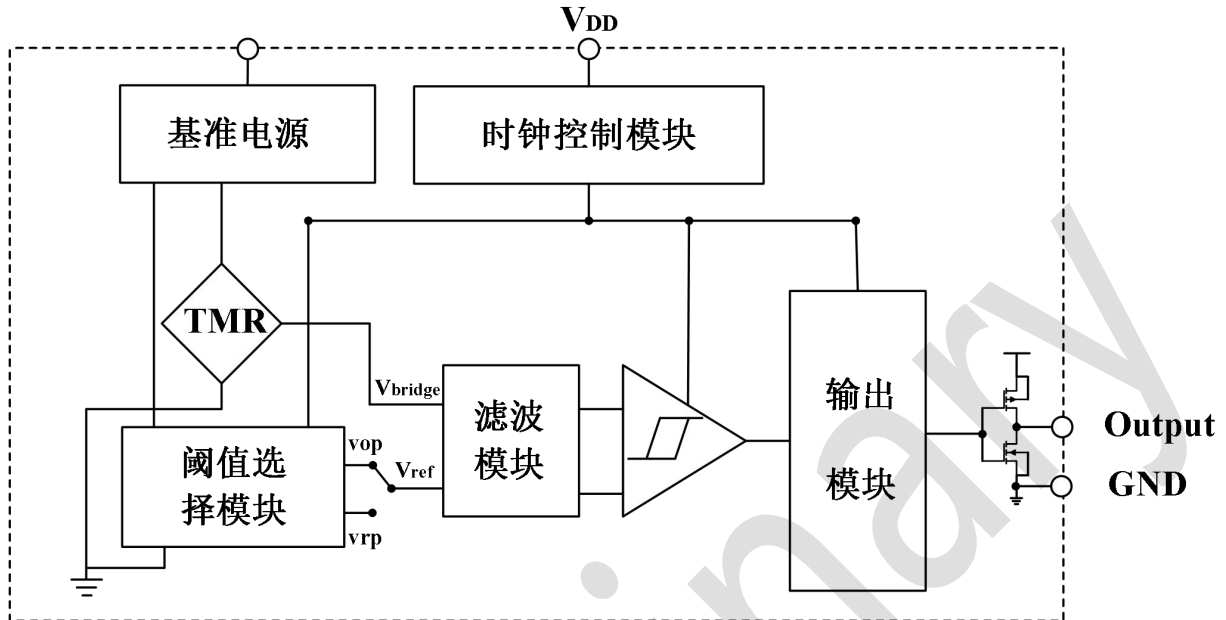 VDD
基准电源
时钟控制模块
TMR
Vbridge
滤波
模块
输出
模块
Output
GND
阈值选
择模块
vop
Vref
vrp
inary